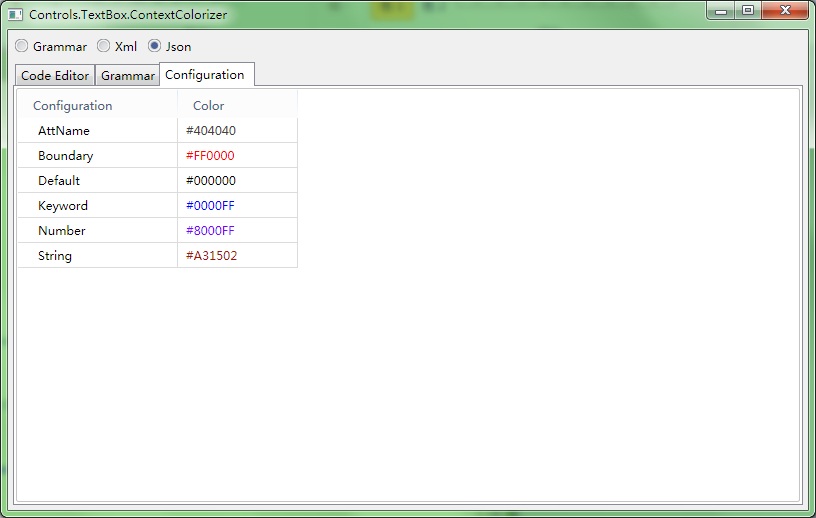 Controls.TextBox.ContextColorizer
Grammar Xml Json
Code Editor Grammar Configuration
Configuration Color
AttName #404040
Boundary #FF0000
Default #000000
Keyword #0000FF
Number #8000FF
String #A31502